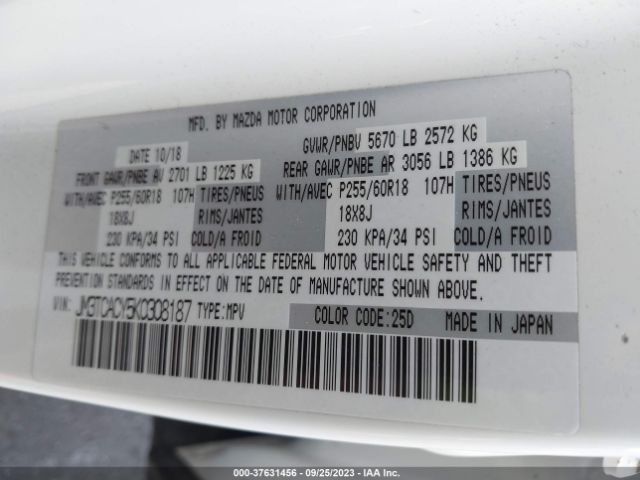 MFD. BY MAZDA MOTOR CORPORATION
DATE 10/18 GVWR/PNBV 5670 LB 2572 KG
FRONT GAWR/PNBE AV 2701 LB 1225 KG REAR GAWR/PNBE AR 3056 LB 1386 KG
WITH/AVEC P255/60R18 107H TIRES/PNEUS WITH/AVEC P255/60R18 107H TIRES/PNEUS
18X8J RIMS/JANTES 18X8J RIMS/JANTES
230 KPA/34 PSI COLD/A FROID 230 KPA/34 PSI COLD/A FROID
THIS VEHICLE CONFORMS TO ALL APPLICABLE FEDERAL MOTOR VEHICLE SAFETY AND THEFT
PREVENTION STANDARDS IN EFFECT ON THE DATE OF MANUFACTURE SHOWN ABOVE.
VIN: JM3TCACY5K0308187 TYPE:MPV COLOR CODE:25D MADE IN JAPAN
000-37631456 - 09/25/2023 - IAA Inc.